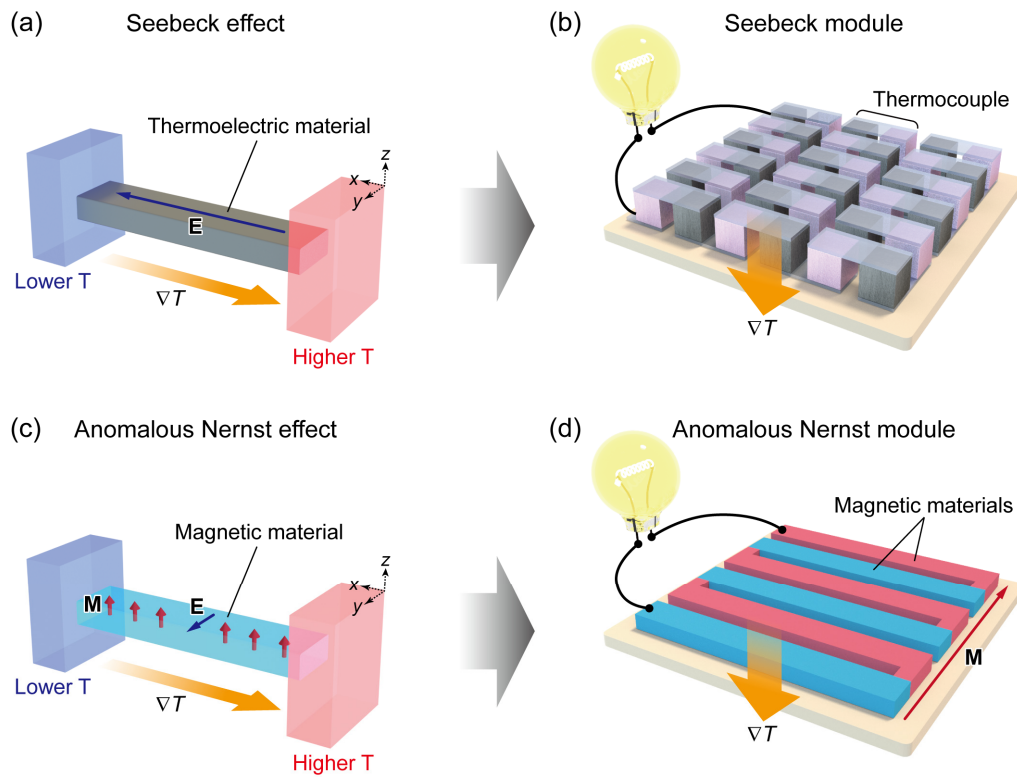 (a) Seebeck effect
Thermoelectric material
z
x
y
E
Lower T
∇T
Higher T
(b) Seebeck module
Thermocouple
∇T
(c) Anomalous Nernst effect
Magnetic material
z
x
y
M
E
Lower T
∇T
Higher T
(d) Anomalous Nernst module
Magnetic materials
M
∇T